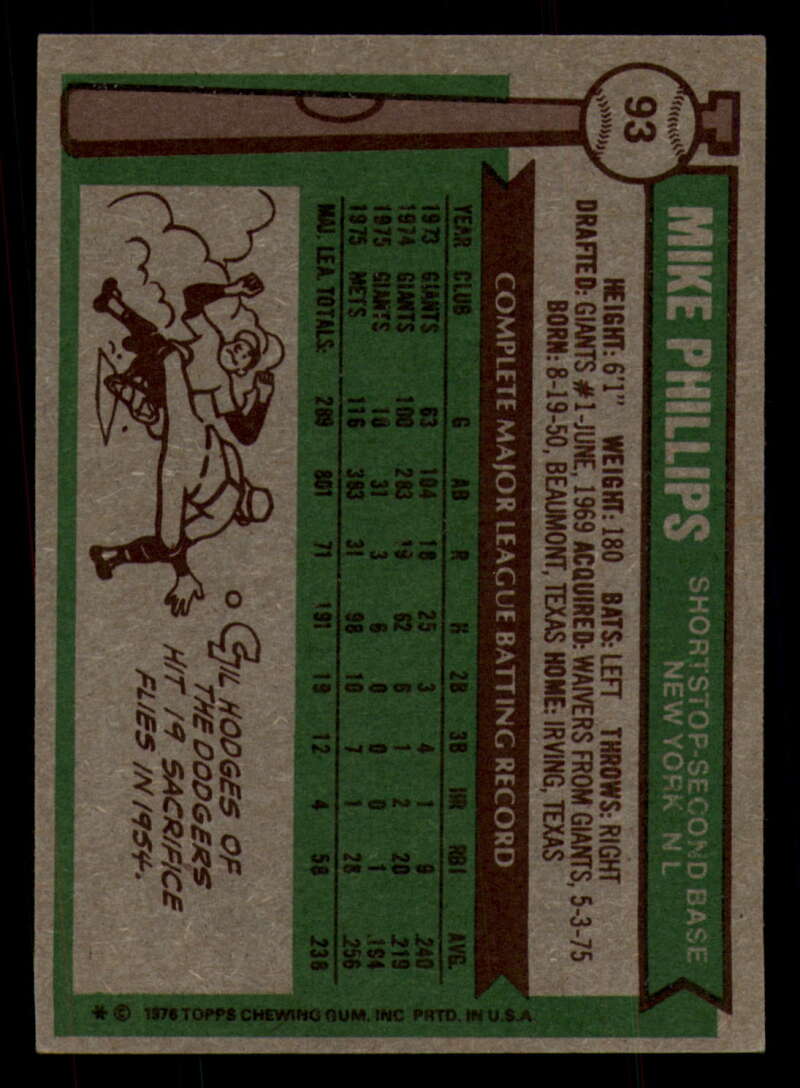 93
MIKE PHILLIPS
SHORTSTOP-SECOND BASE
NEW YORK N L
HEIGHT: 6'1" WEIGHT: 180 BATS: LEFT THROWS: RIGHT
DRAFTED: GIANTS #1-JUNE, 1969 ACQUIRED: WAIVERS FROM GIANTS, 5-3-75
BORN: 8-19-50, BEAUMONT, TEXAS HOME: IRVING, TEXAS
COMPLETE MAJOR LEAGUE BATTING RECORD
YEAR CLUB G AB R H 2B 3B HR RBI AVG.
1973 GIANTS 63 104 18 25 3 4 1 9 .240
1974 GIANTS 100 283 19 62 6 1 2 20 .219
1975 GIANTS 10 31 3 6 0 0 0 1 .194
1975 METS 116 383 31 98 10 7 1 28 .256
MAJ. LEA. TOTALS: 289 801 71 191 19 12 4 58 .238
GIL HODGES OF
THE DODGERS
HIT 19 SACRIFICE
FLIES IN 1954.
* © 1976 TOPPS CHEWING GUM, INC PRTD. IN U.S.A.